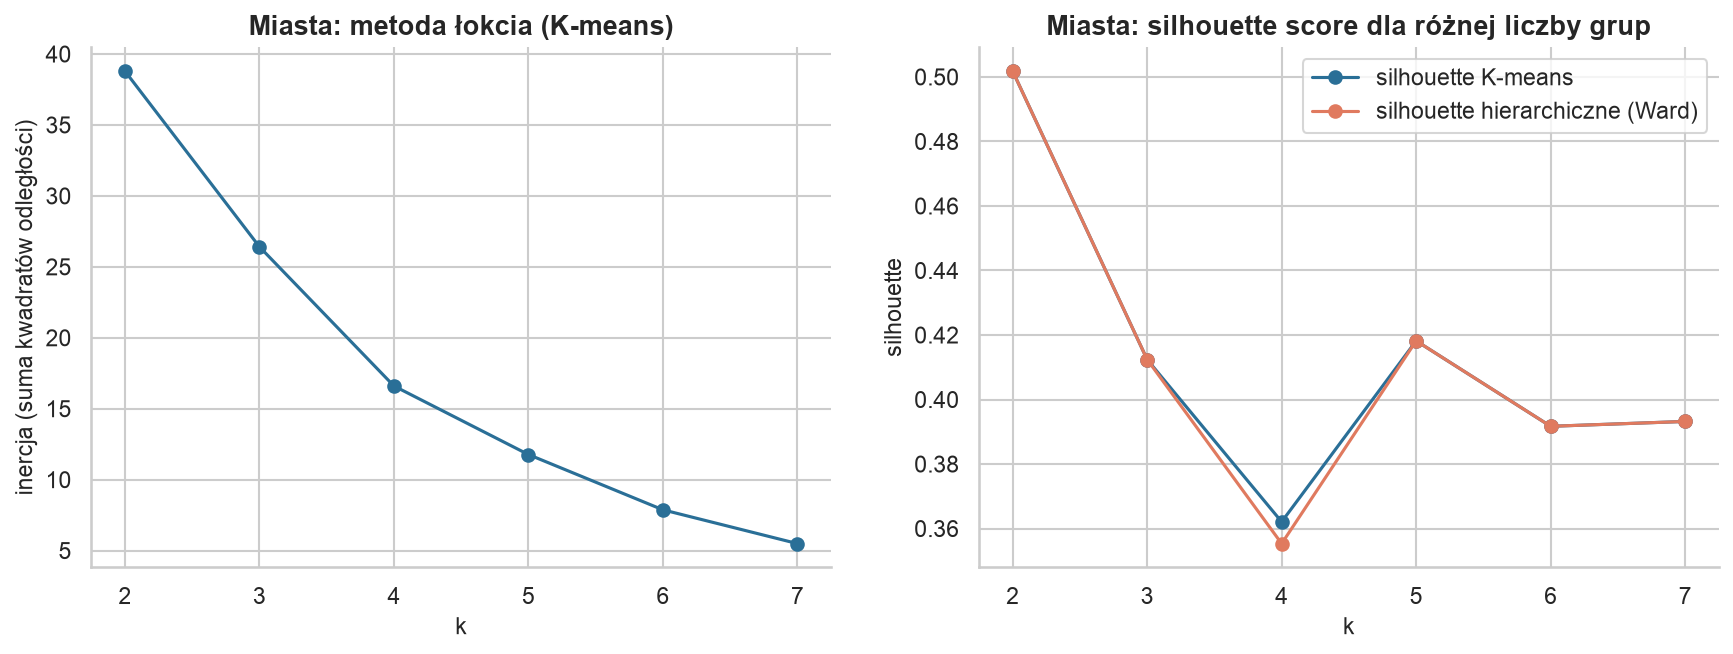 Miasta: metoda łokcia (K-means)
40
35
30
25
20
15
10
5
inercja (suma kwadratów odległości)
2 3 4 5 6 7
k
Miasta: silhouette score dla różnej liczby grup
silhouette K-means
silhouette hierarchiczne (Ward)
0.50
0.48
0.46
0.44
0.42
0.40
0.38
0.36
silhouette
2 3 4 5 6 7
k